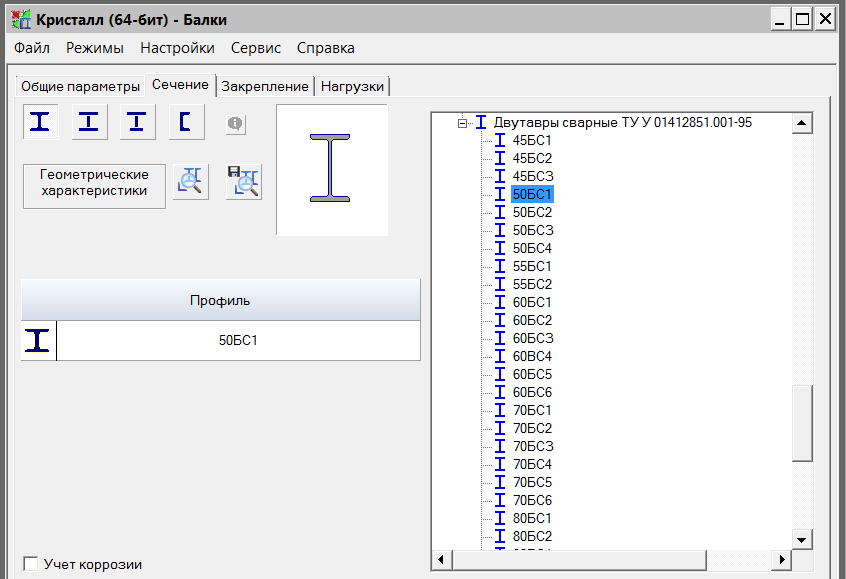 Кристалл (64-бит) - Балки
Файл Режимы Настройки Сервис Справка
Общие параметры Сечение Закрепление Нагрузки
Геометрические
характеристики
Профиль
50БС1
Учет коррозии
Двутавры сварные ТУ У 01412851.001-95
45БС1
45БС2
45БС3
50БС1
50БС2
50БС3
50БС4
55БС1
55БС2
60БС1
60БС2
60БС3
60ВС4
60БС5
60БС6
70БС1
70БС2
70БС3
70БС4
70БС5
70БС6
80БС1
80БС2